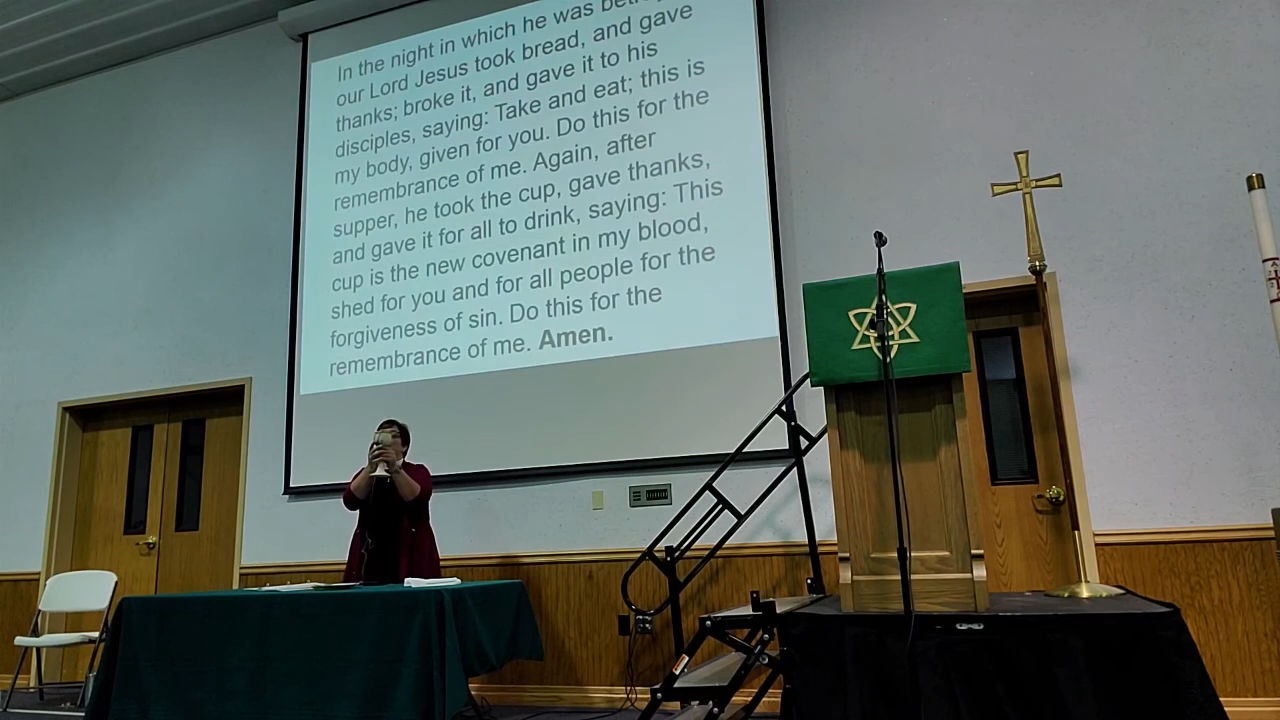 In the night in which he was
our Lord Jesus took bread, and gave
thanks; broke it, and gave it to his
disciples, saying: Take and eat; this is
my body, given for you. Do this for the
remembrance of me. Again, after
supper, he took the cup, gave thanks,
and gave it for all to drink, saying: This
cup is the new covenant in my blood,
shed for you and for all people for the
forgiveness of sin. Do this for the
remembrance of me. Amen.